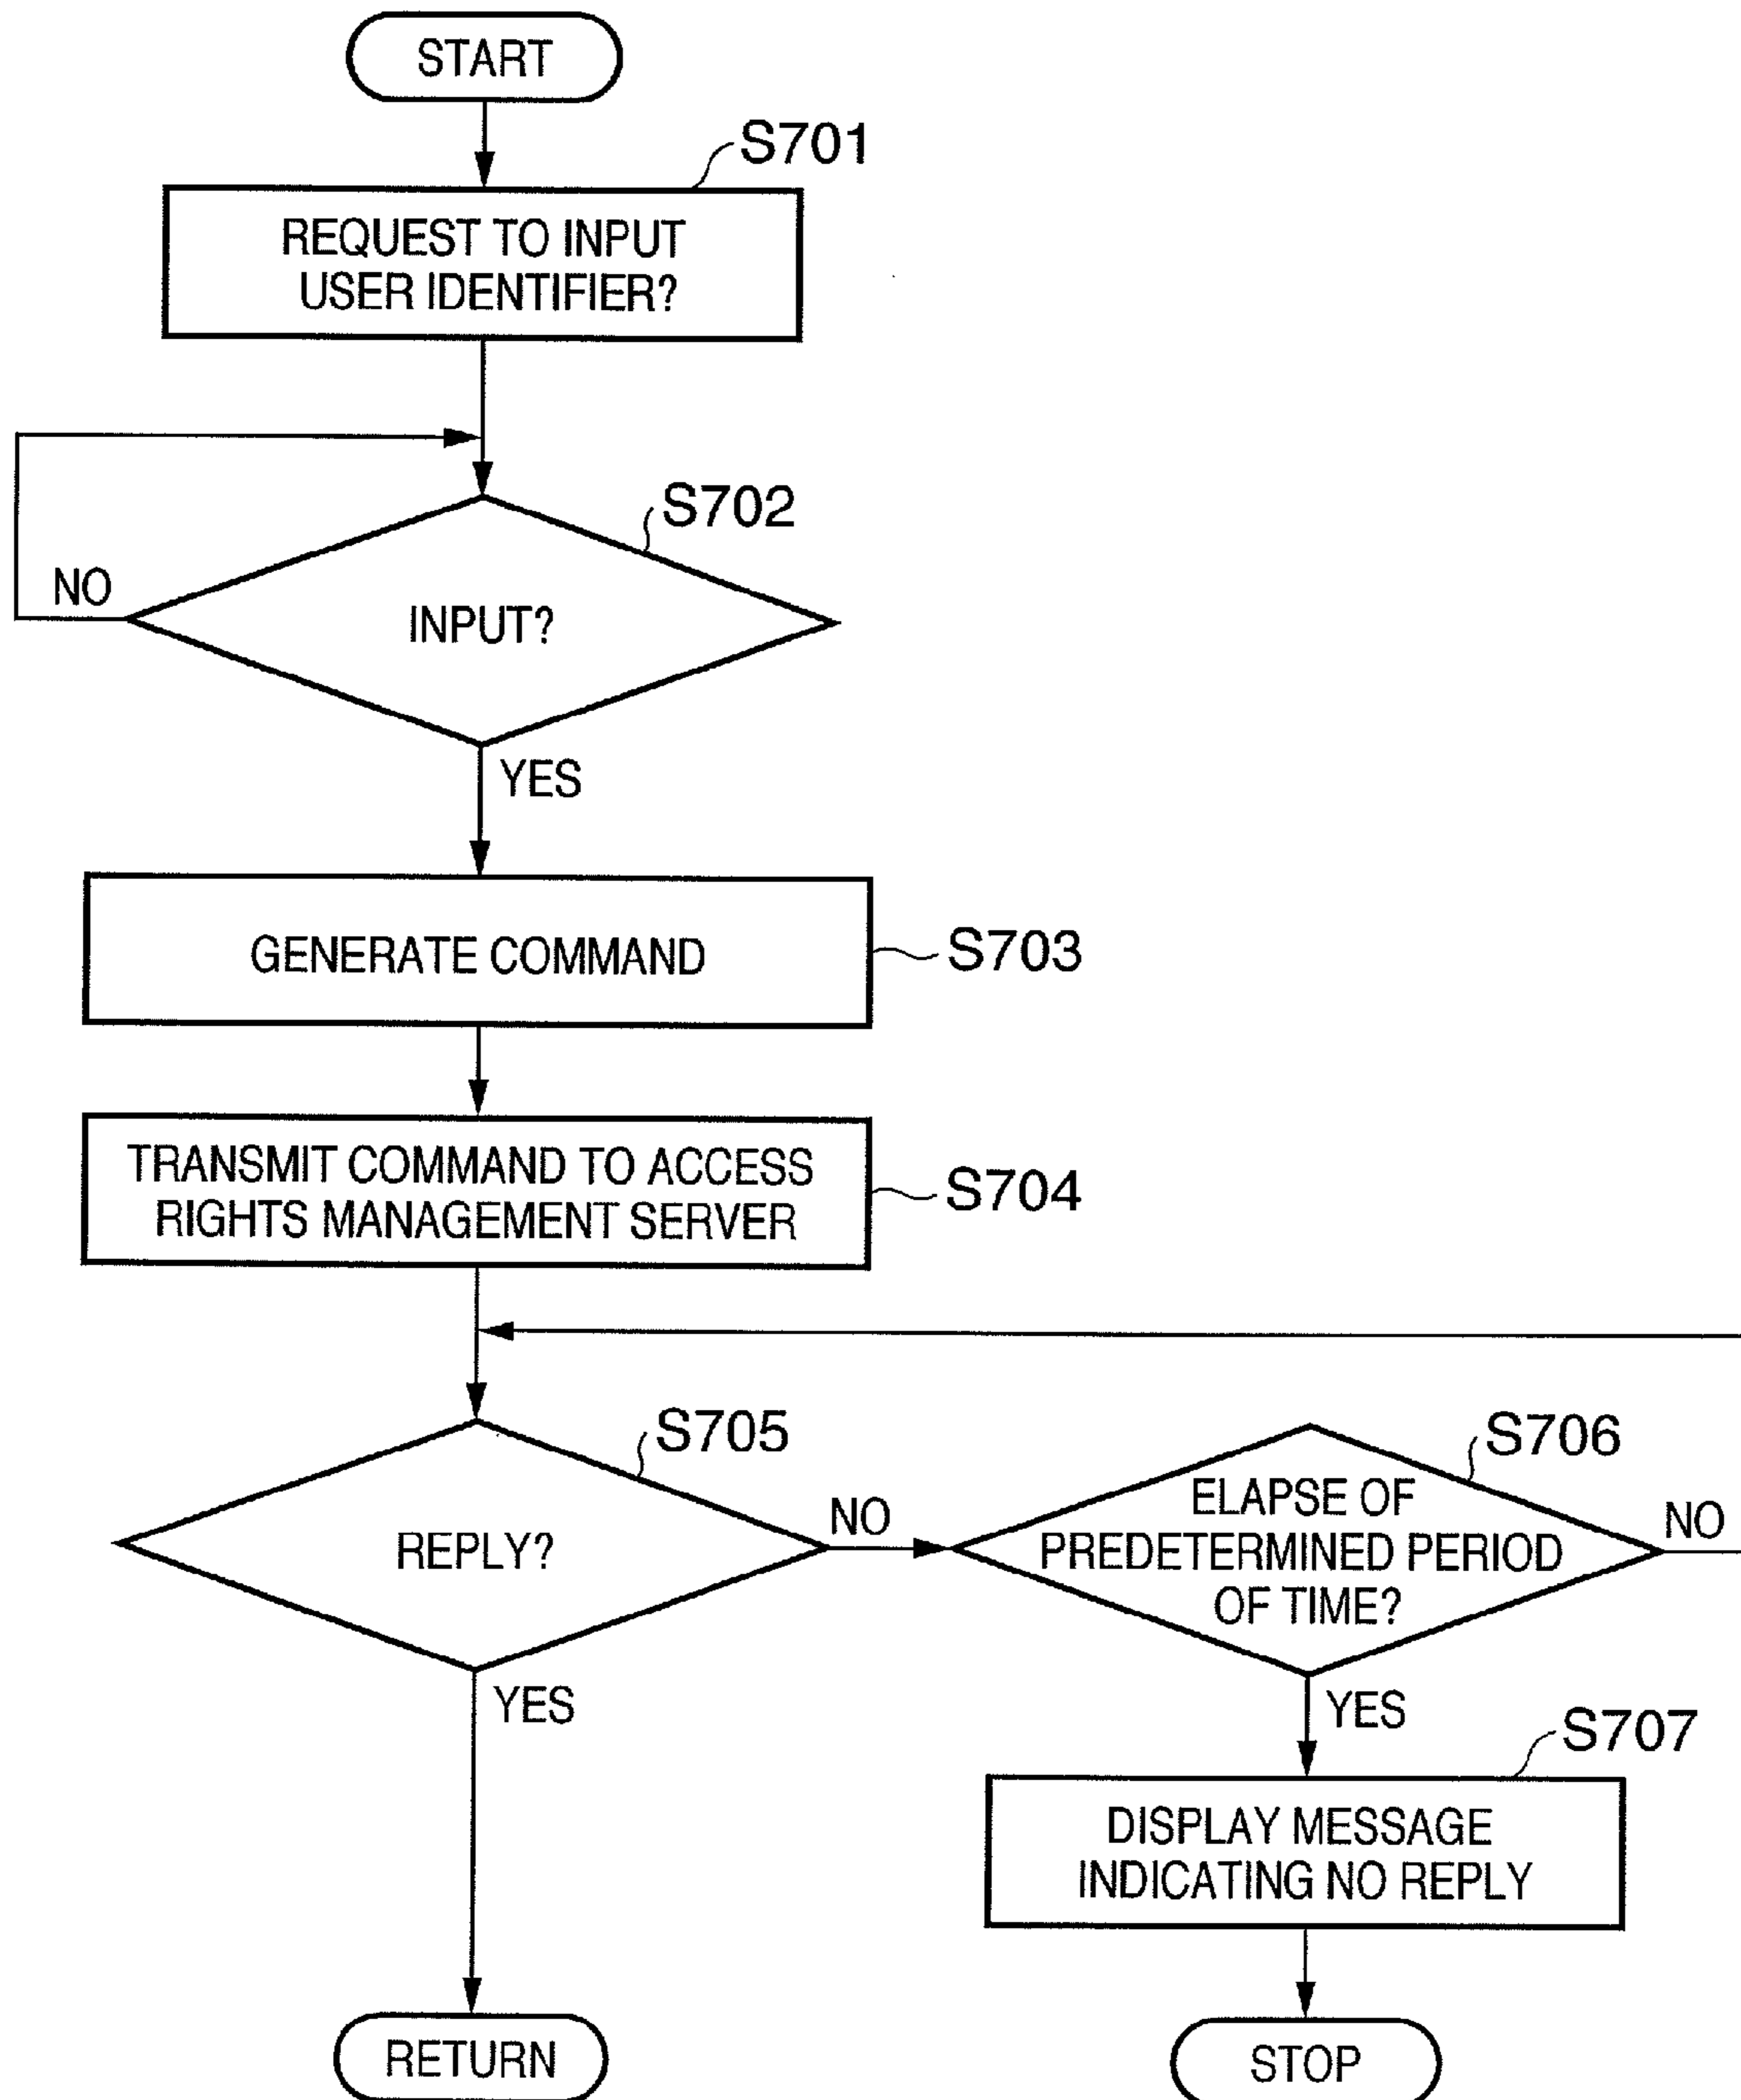 START
S701
REQUEST TO INPUT
USER IDENTIFIER?
S702
NO
INPUT?
YES
GENERATE COMMAND
S703
TRANSMIT COMMAND TO ACCESS
RIGHTS MANAGEMENT SERVER
S704
S705
REPLY?
NO
YES
S706
ELAPSE OF
PREDETERMINED PERIOD
OF TIME?
NO
YES
S707
DISPLAY MESSAGE
INDICATING NO REPLY
RETURN
STOP